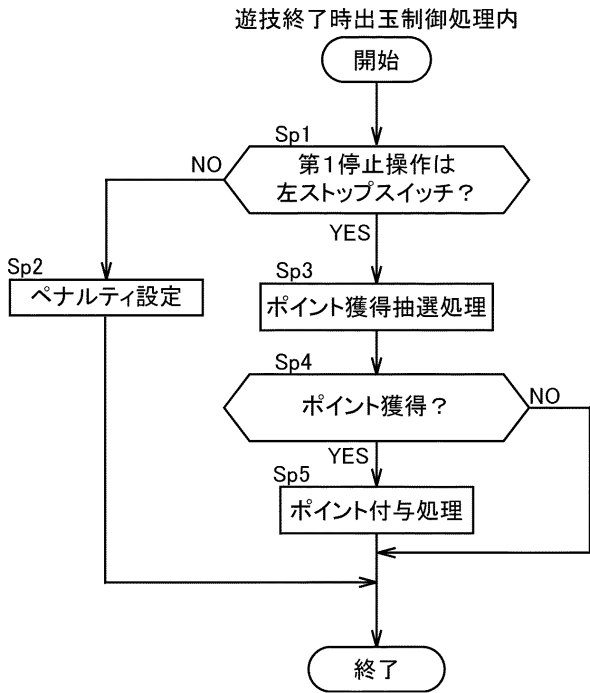 遊技終了時出玉制御処理内
開始
Sp1
第1停止操作は
左ストップスイッチ?
NO
YES
Sp2
ペナルティ設定
Sp3
ポイント獲得抽選処理
Sp4
ポイント獲得?
NO
YES
Sp5
ポイント付与処理
終了